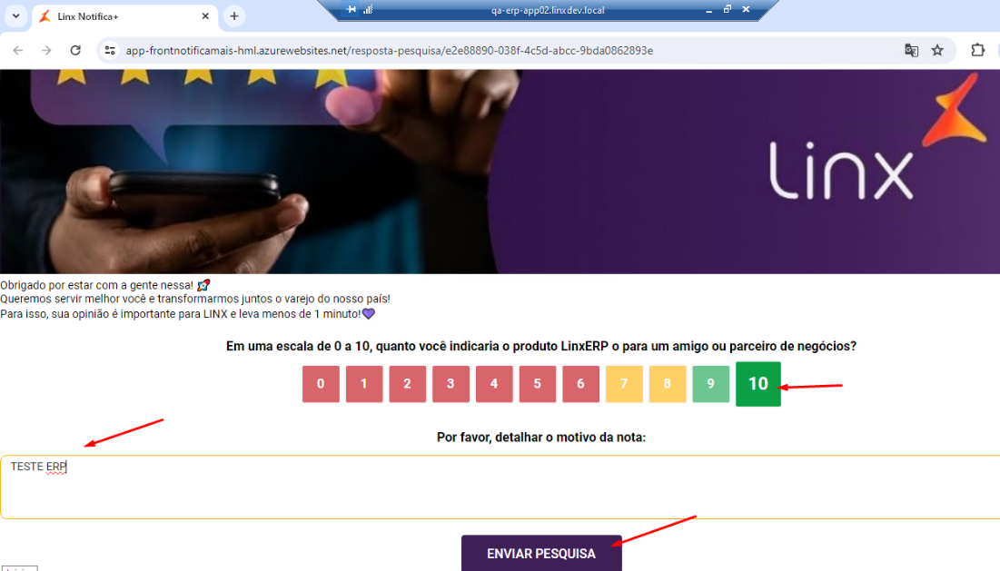 Linx Notifica+
qa-erp-app02.linxdev.local
app-frontnotificamais-hml.azurewebsites.net/resposta-pesquisa/e2e88890-038f-4c5d-abcc-9bda0862893e
Linx
Obrigado por estar com a gente nessa! 🚀
Queremos servir melhor você e transformarmos juntos o varejo do nosso país!
Para isso, sua opinião é importante para LINX e leva menos de 1 minuto!💜
Em uma escala de 0 a 10, quanto você indicaria o produto LinxERP o para um amigo ou parceiro de negócios?
0 1 2 3 4 5 6 7 8 9 10
Por favor, detalhar o motivo da nota:
TESTE ERP
ENVIAR PESQUISA